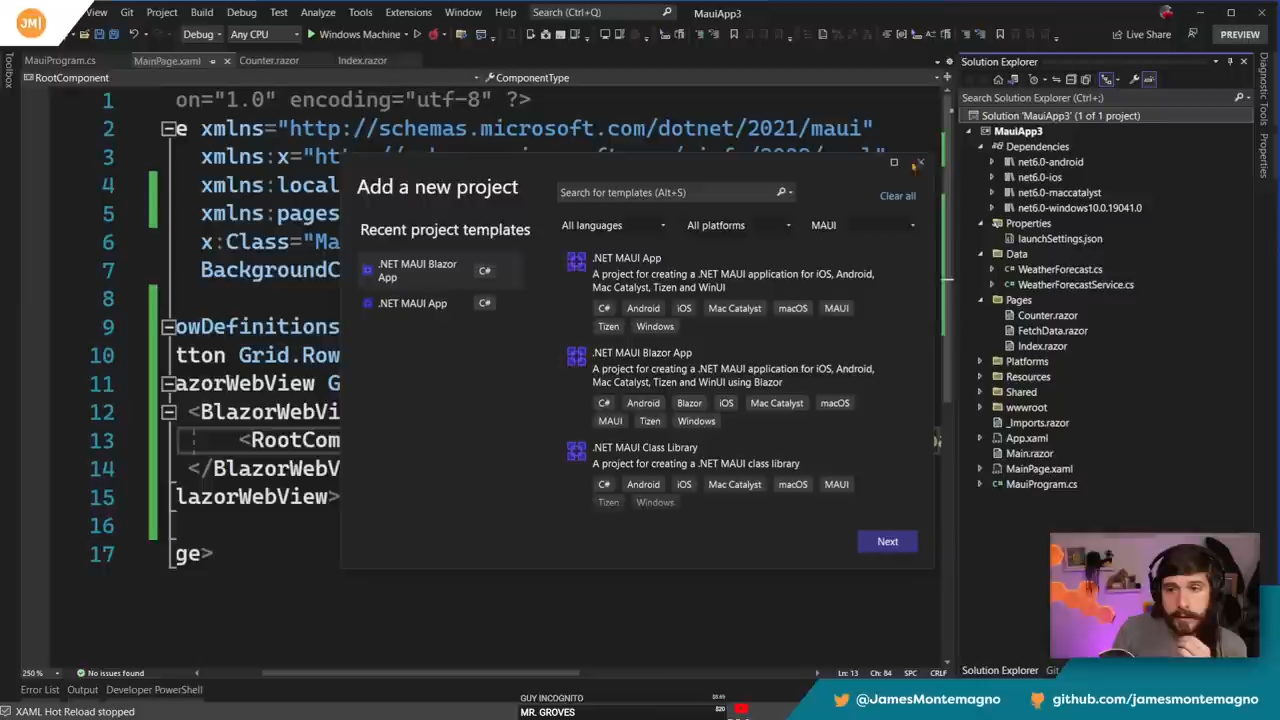 JM|
View Git Project Build Debug Test Analyze Tools Extensions Window Help Search (Ctrl+Q) MauiApp3
Debug Any CPU Windows Machine Live Share PREVIEW
Toolbox
MauiProgram.cs MainPage.xaml Counter.razor Index.razor
RootComponent ComponentType
1 on="1.0" encoding="utf-8" ?>
2 e xmlns="http://schemas.microsoft.com/dotnet/2021/maui"
3 xmlns:x="ht
4 xmlns:local
5 xmlns:pages
6 x:Class="Ma
7 BackgroundC
8
9 owDefinitions
10 tton Grid.Row
11 azorWebView G
12 <BlazorWebVi
13 <RootCom
14 </BlazorWebV
15 lazorWebView>
16
17 ge>
Add a new project
Recent project templates
.NET MAUI Blazor App C#
.NET MAUI App C#
Search for templates (Alt+S)
Clear all
All languages All platforms MAUI
.NET MAUI App
A project for creating a .NET MAUI application for iOS, Android,
Mac Catalyst, Tizen and WinUI
C# Android iOS Mac Catalyst macOS MAUI
Tizen Windows
.NET MAUI Blazor App
A project for creating a .NET MAUI application for iOS, Android,
Mac Catalyst, Tizen and WinUI using Blazor
C# Android Blazor iOS Mac Catalyst macOS
MAUI Tizen Windows
.NET MAUI Class Library
A project for creating a .NET MAUI class library
C# Android iOS Mac Catalyst macOS MAUI
Tizen Windows
Next
Solution Explorer
Search Solution Explorer (Ctrl+;)
Solution 'MauiApp3' (1 of 1 project)
MauiApp3
Dependencies
net6.0-android
net6.0-ios
net6.0-maccatalyst
net6.0-windows10.0.19041.0
Properties
launchSettings.json
Data
WeatherForecast.cs
WeatherForecastService.cs
Pages
Counter.razor
FetchData.razor
Index.razor
Platforms
Resources
Shared
wwwroot
_Imports.razor
App.xaml
Main.razor
MainPage.xaml
MauiProgram.cs
Diagnostic Tools
Properties
250 % No issues found Ln: 13 Ch: 84 SPC CRLF
Solution Explorer
Error List Output Developer PowerShell
XAML Hot Reload stopped
GUY INCOGNITO
MR. GROVES $20
@JamesMontemagno github.com/jamesmontemagno